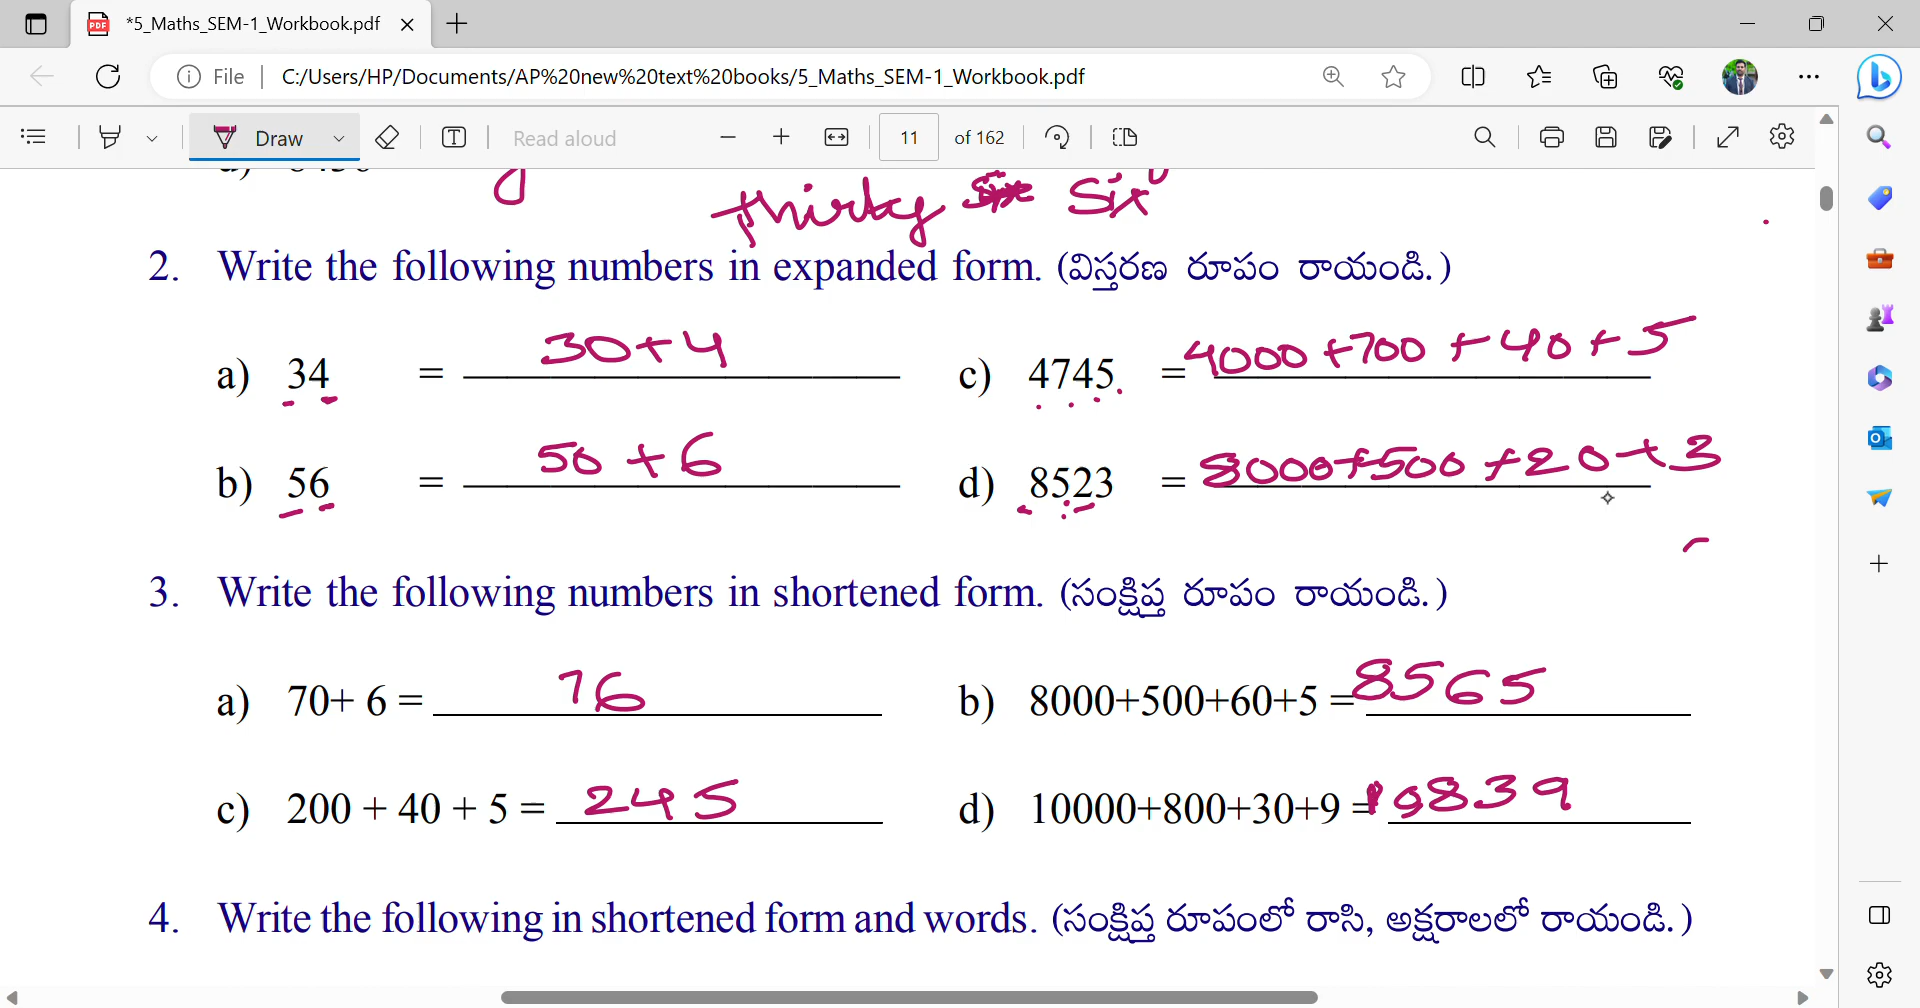 *5_Maths_SEM-1_Workbook.pdf
File C:/Users/HP/Documents/AP%20new%20text%20books/5_Maths_SEM-1_Workbook.pdf
Draw Read aloud 11 of 162
thirty six
2. Write the following numbers in expanded form. (విస్తరణ రూపం రాయండి.)
a) 34 = 30+4 c) 4745 = 4000+700+40+5
b) 56 = 50+6 d) 8523 = 8000+500+20+3
3. Write the following numbers in shortened form. (సంక్షిప్త రూపం రాయండి.)
a) 70+ 6 = 76 b) 8000+500+60+5 = 8565
c) 200 + 40 + 5 = 245 d) 10000+800+30+9 = 10839
4. Write the following in shortened form and words. (సంక్షిప్త రూపంలో రాసి, అక్షరాలలో రాయండి.)